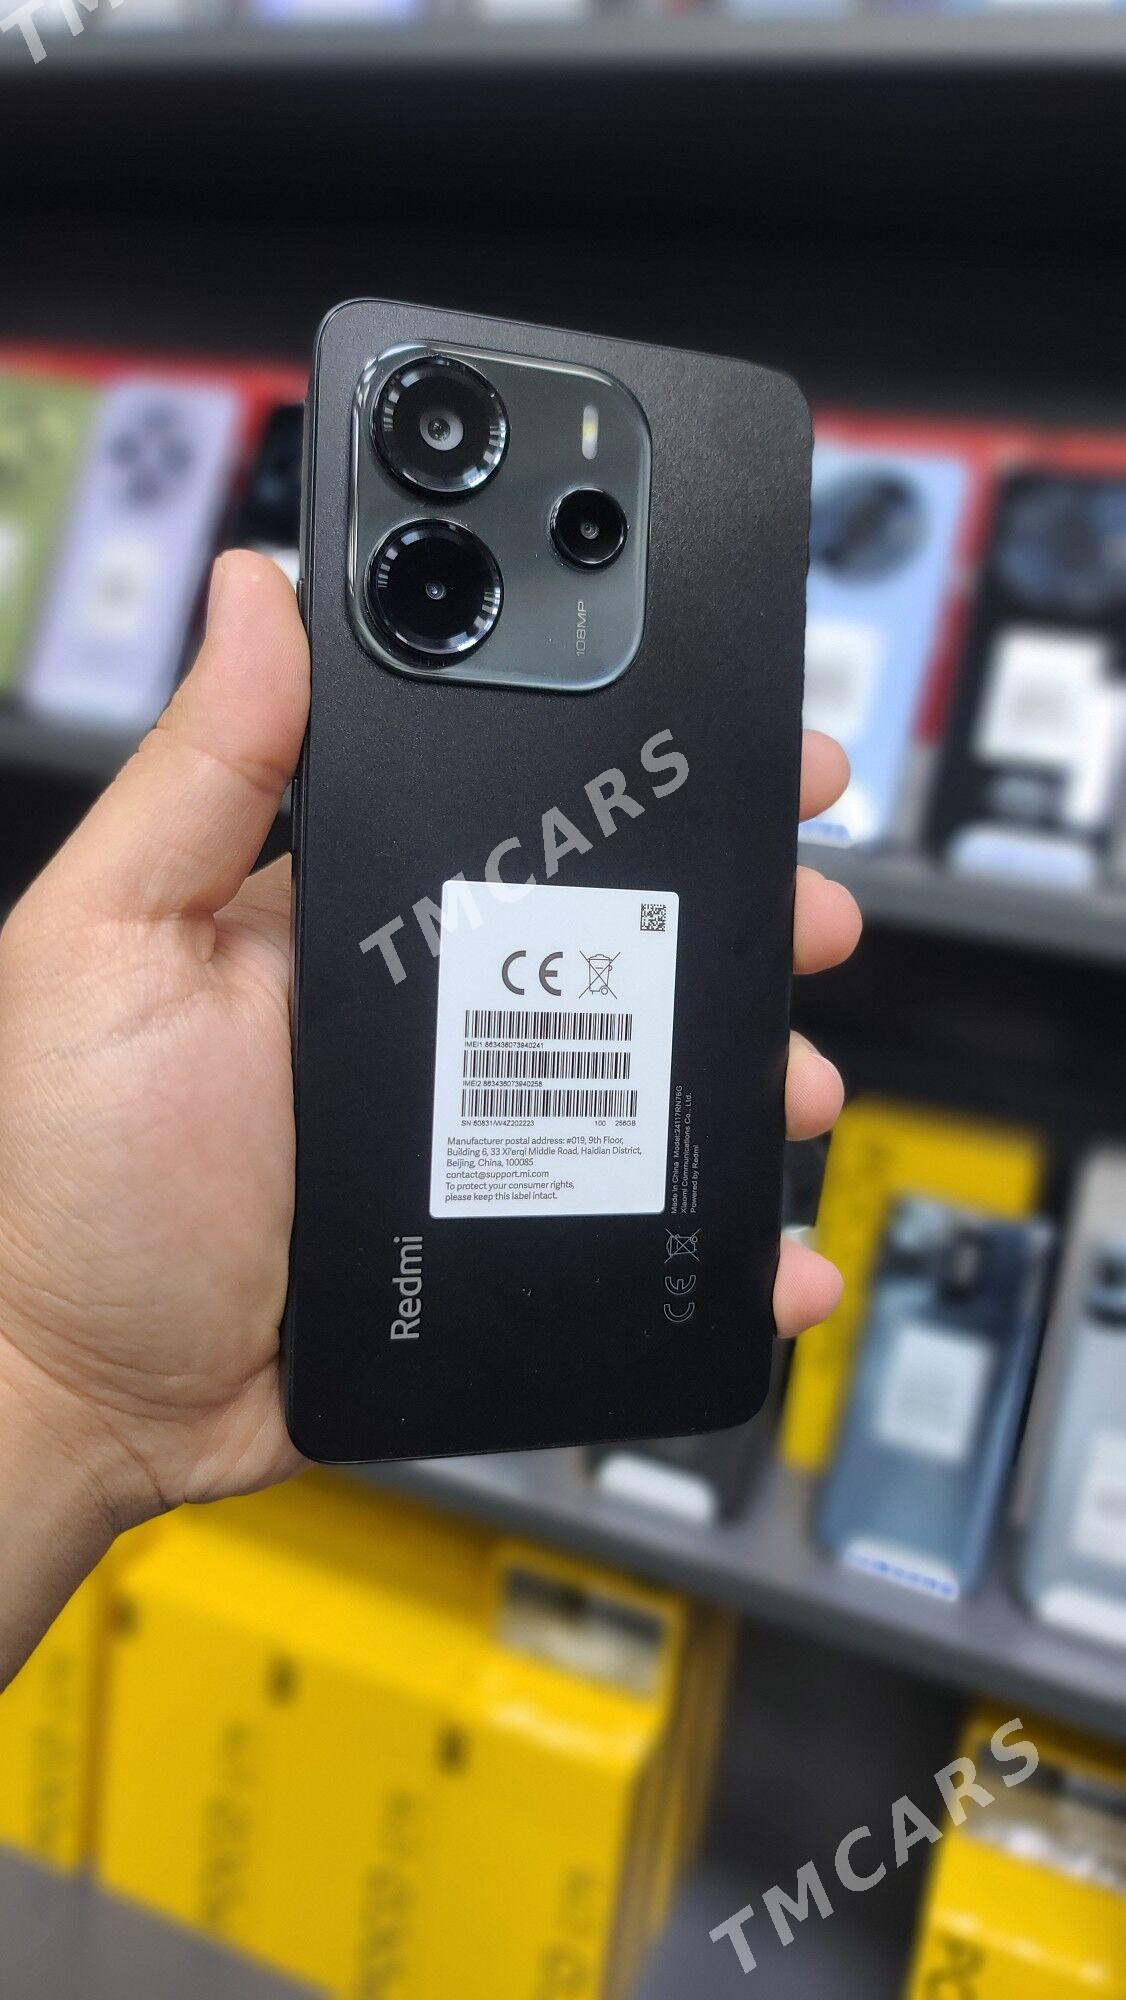 108MP
TMCARS
CE
IMEI1 863436073940241
IMEI2 863436073940258
SN 60831/W4Z202223 100 256GB
Manufacturer postal address: #019, 9th Floor,
Building 6, 33 Xi'erqi Middle Road, Haidian District,
Beijing, China, 100085
contact@support.mi.com
To protect your consumer rights,
please keep this label intact.
Redmi
CE
Made in China Model:24117RN76G
Xiaomi Communications Co., Ltd.
Powered by Redmi
TMCARS